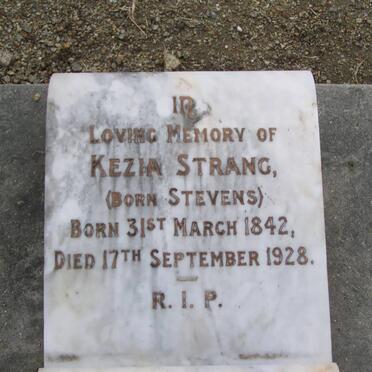 IN
LOVING MEMORY OF
KEZIA STRANG,
(BORN STEVENS)
BORN 31ST MARCH 1842,
DIED 17TH SEPTEMBER 1928.
R. I. P.